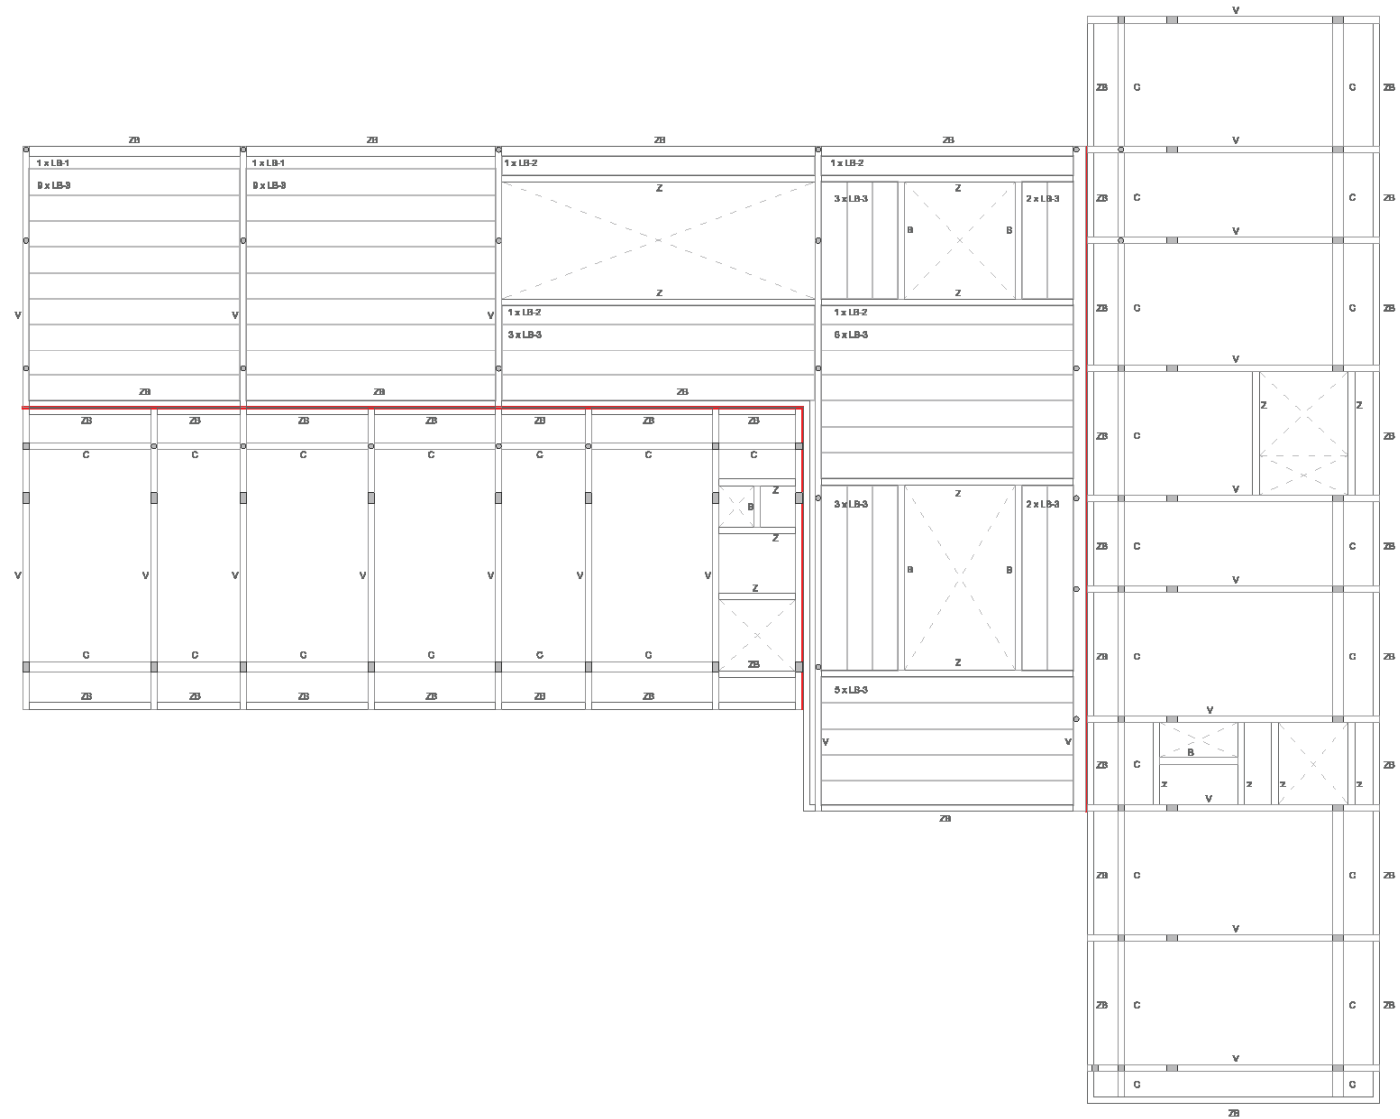 V
ZB C C ZB
ZB ZB ZB ZB V
1 x LB-1 1 x LB-1 1 x LB-2 1 x LB-2
9 x LB-3 9 x LB-3 Z Z
3 x LB-3 2 x LB-3 ZB C C ZB
B B V
Z Z
V V V 1 x LB-2 1 x LB-2 ZB C C ZB
3 x LB-3 6 x LB-3
V
ZB ZB ZB
Z Z
ZB ZB ZB ZB ZB ZB ZB
ZB C ZB
C C C C C C C
Z Z V
3 x LB-3 2 x LB-3
B
Z ZB C C ZB
V V V V V V V B B
V
Z
C C C C C C ZB C C ZB
ZB Z
ZB ZB ZB ZB ZB ZB
5 x LB-3
V
V V
B
ZB C ZB
Z Z Z Z
V
ZB
ZB C C ZB
V
ZB C C ZB
V
C C
ZB